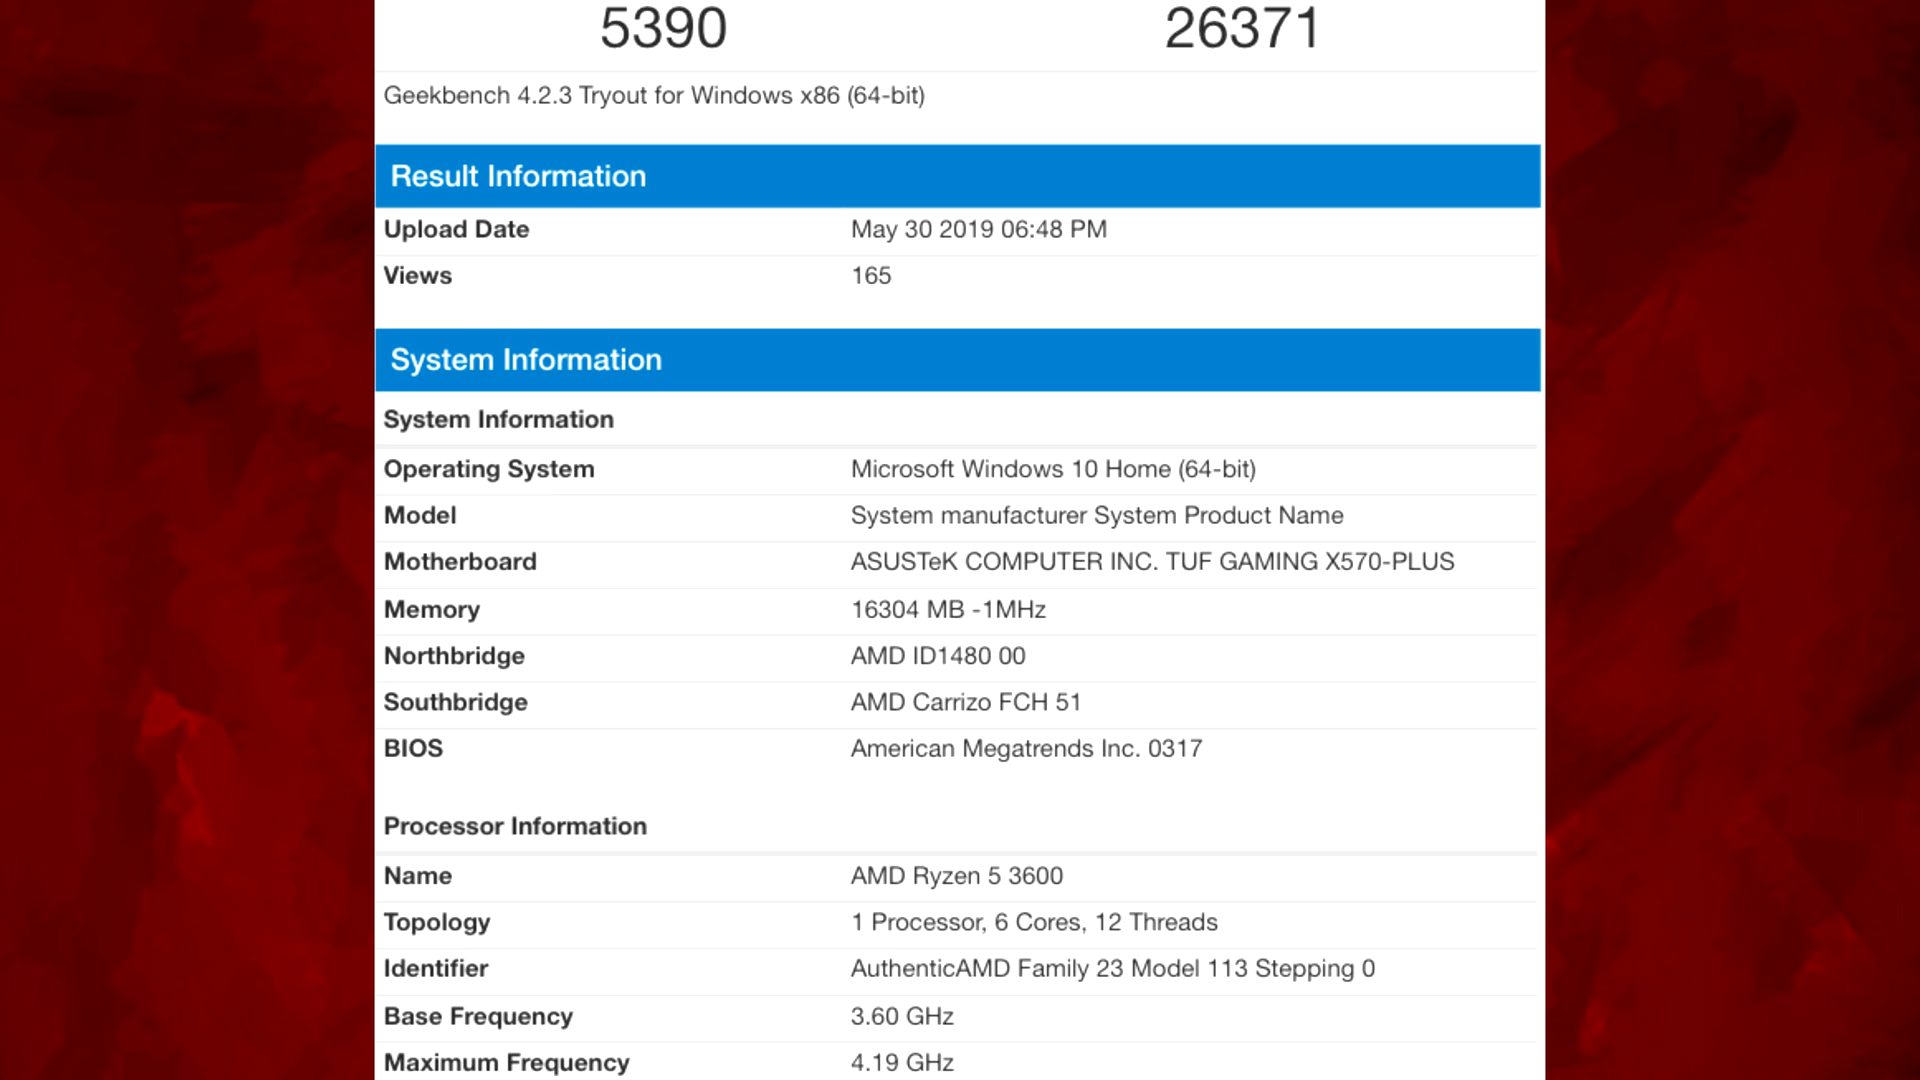 5390 26371
Geekbench 4.2.3 Tryout for Windows x86 (64-bit)
Result Information
Upload Date May 30 2019 06:48 PM
Views 165
System Information
System Information
Operating System Microsoft Windows 10 Home (64-bit)
Model System manufacturer System Product Name
Motherboard ASUSTeK COMPUTER INC. TUF GAMING X570-PLUS
Memory 16304 MB -1MHz
Northbridge AMD ID1480 00
Southbridge AMD Carrizo FCH 51
BIOS American Megatrends Inc. 0317
Processor Information
Name AMD Ryzen 5 3600
Topology 1 Processor, 6 Cores, 12 Threads
Identifier AuthenticAMD Family 23 Model 113 Stepping 0
Base Frequency 3.60 GHz
Maximum Frequency 4.19 GHz